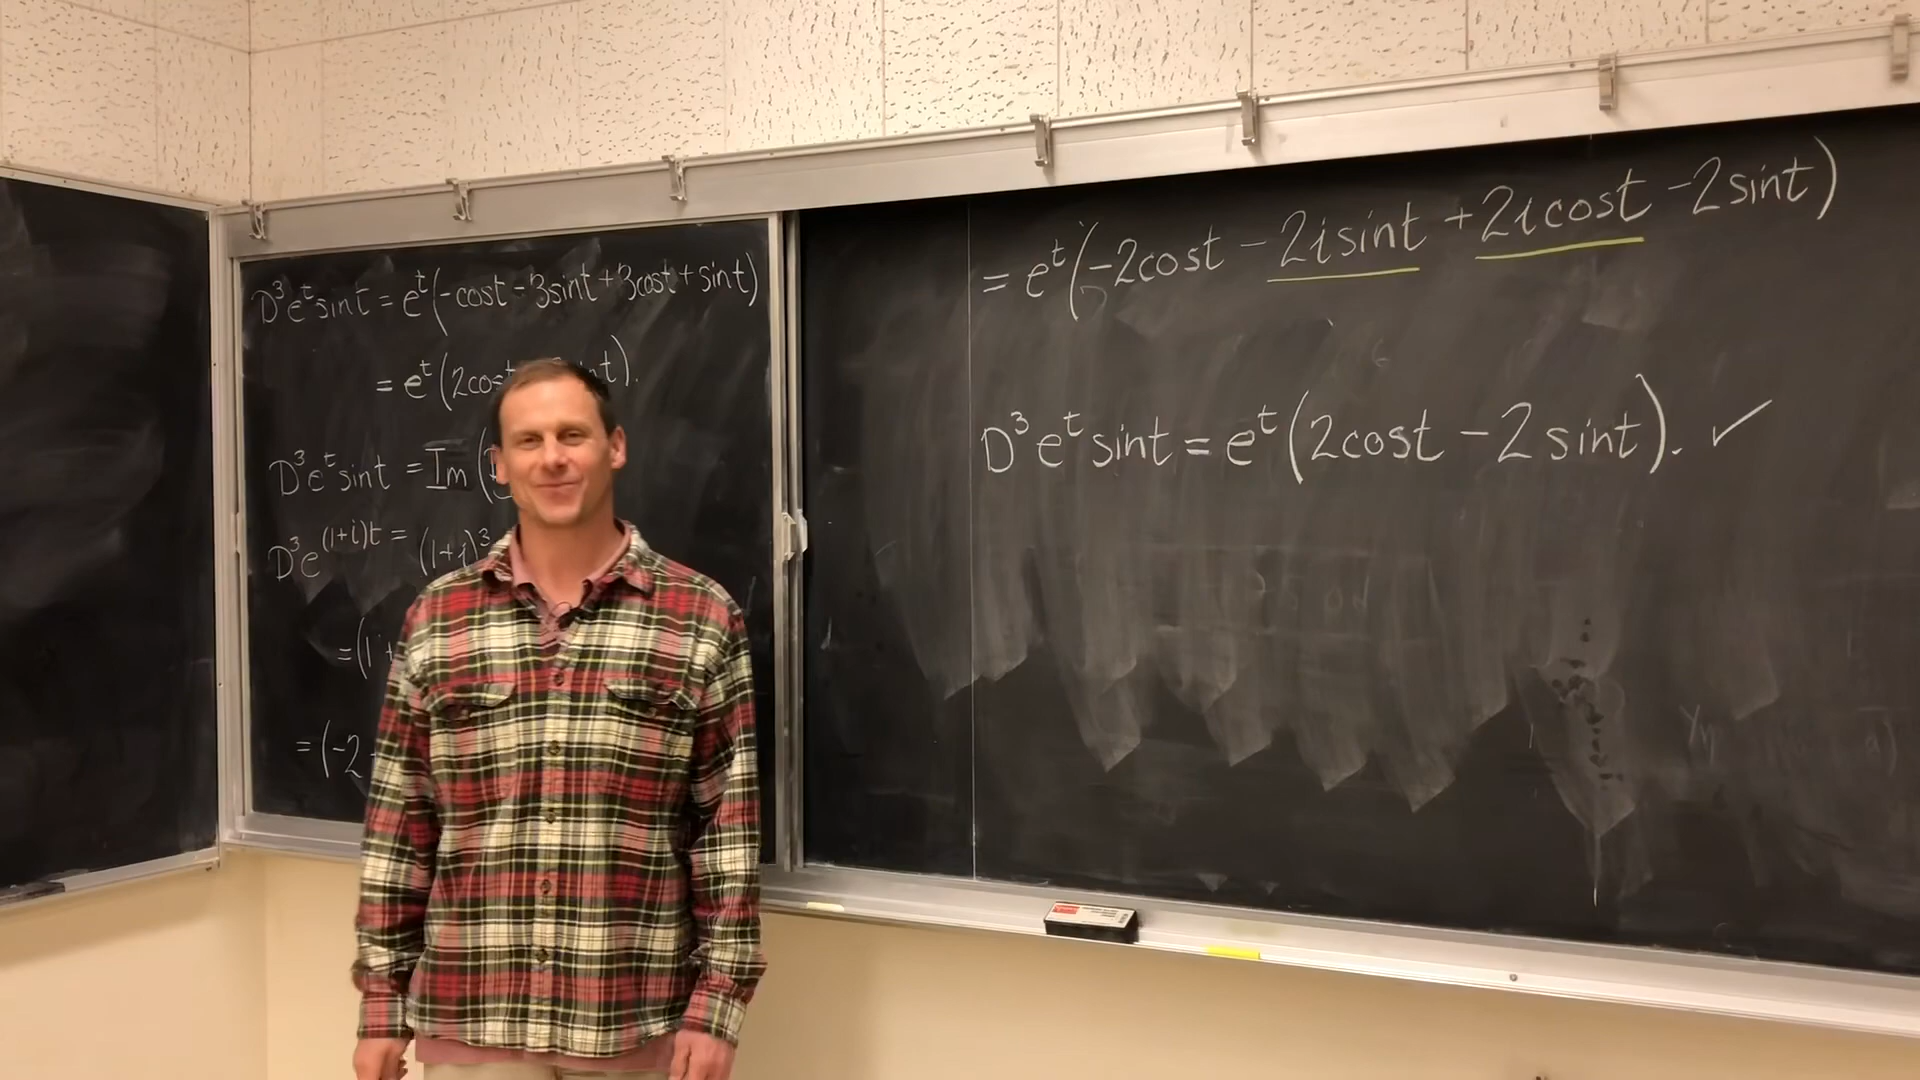 D³eᵗsint = eᵗ(-cost-3sint+3cost+sint)
= eᵗ(2cost nt).
D³eᵗsint = Im(
D³e⁽¹⁺ⁱ⁾ᵗ = (1+i)³
=(1+
=(-2
= eᵗ(-2cost - 2isint + 2icost - 2sint)
D³eᵗsint = eᵗ(2cost - 2sint). ✓